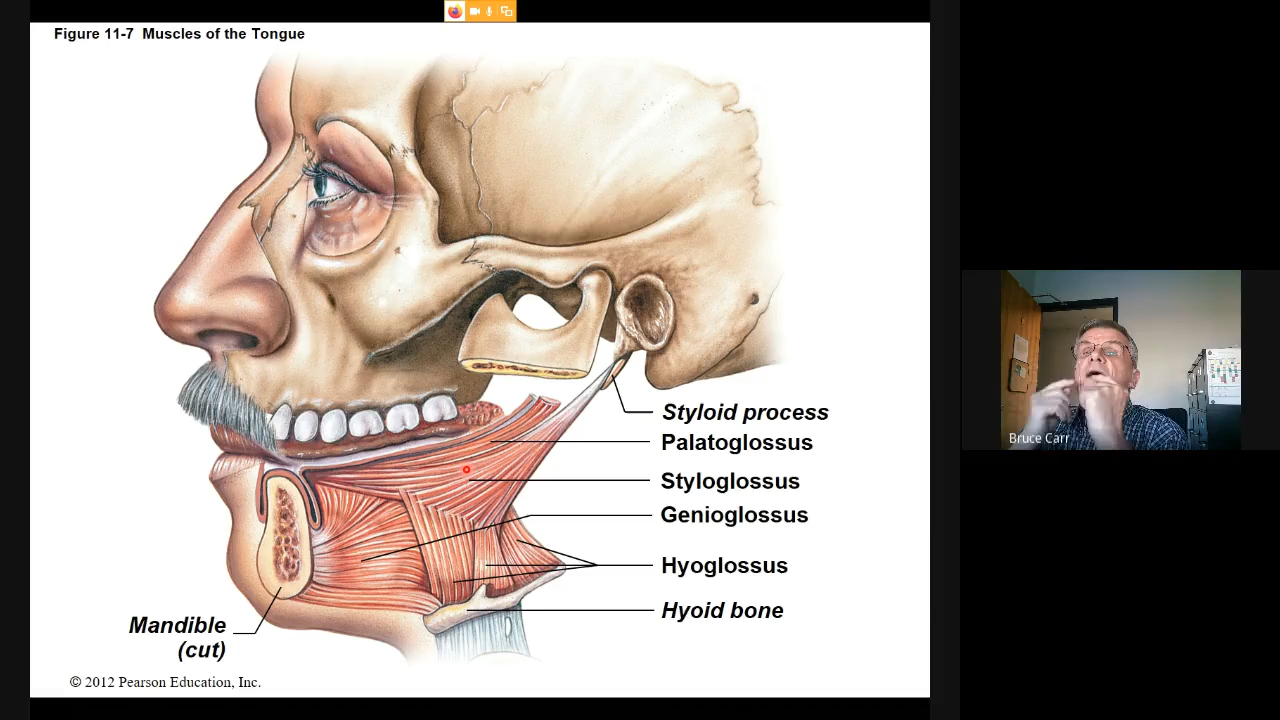 Figure 11-7 Muscles of the Tongue
Styloid process
Palatoglossus
Styloglossus
Genioglossus
Hyoglossus
Hyoid bone
Mandible
(cut)
© 2012 Pearson Education, Inc.
Bruce Carr